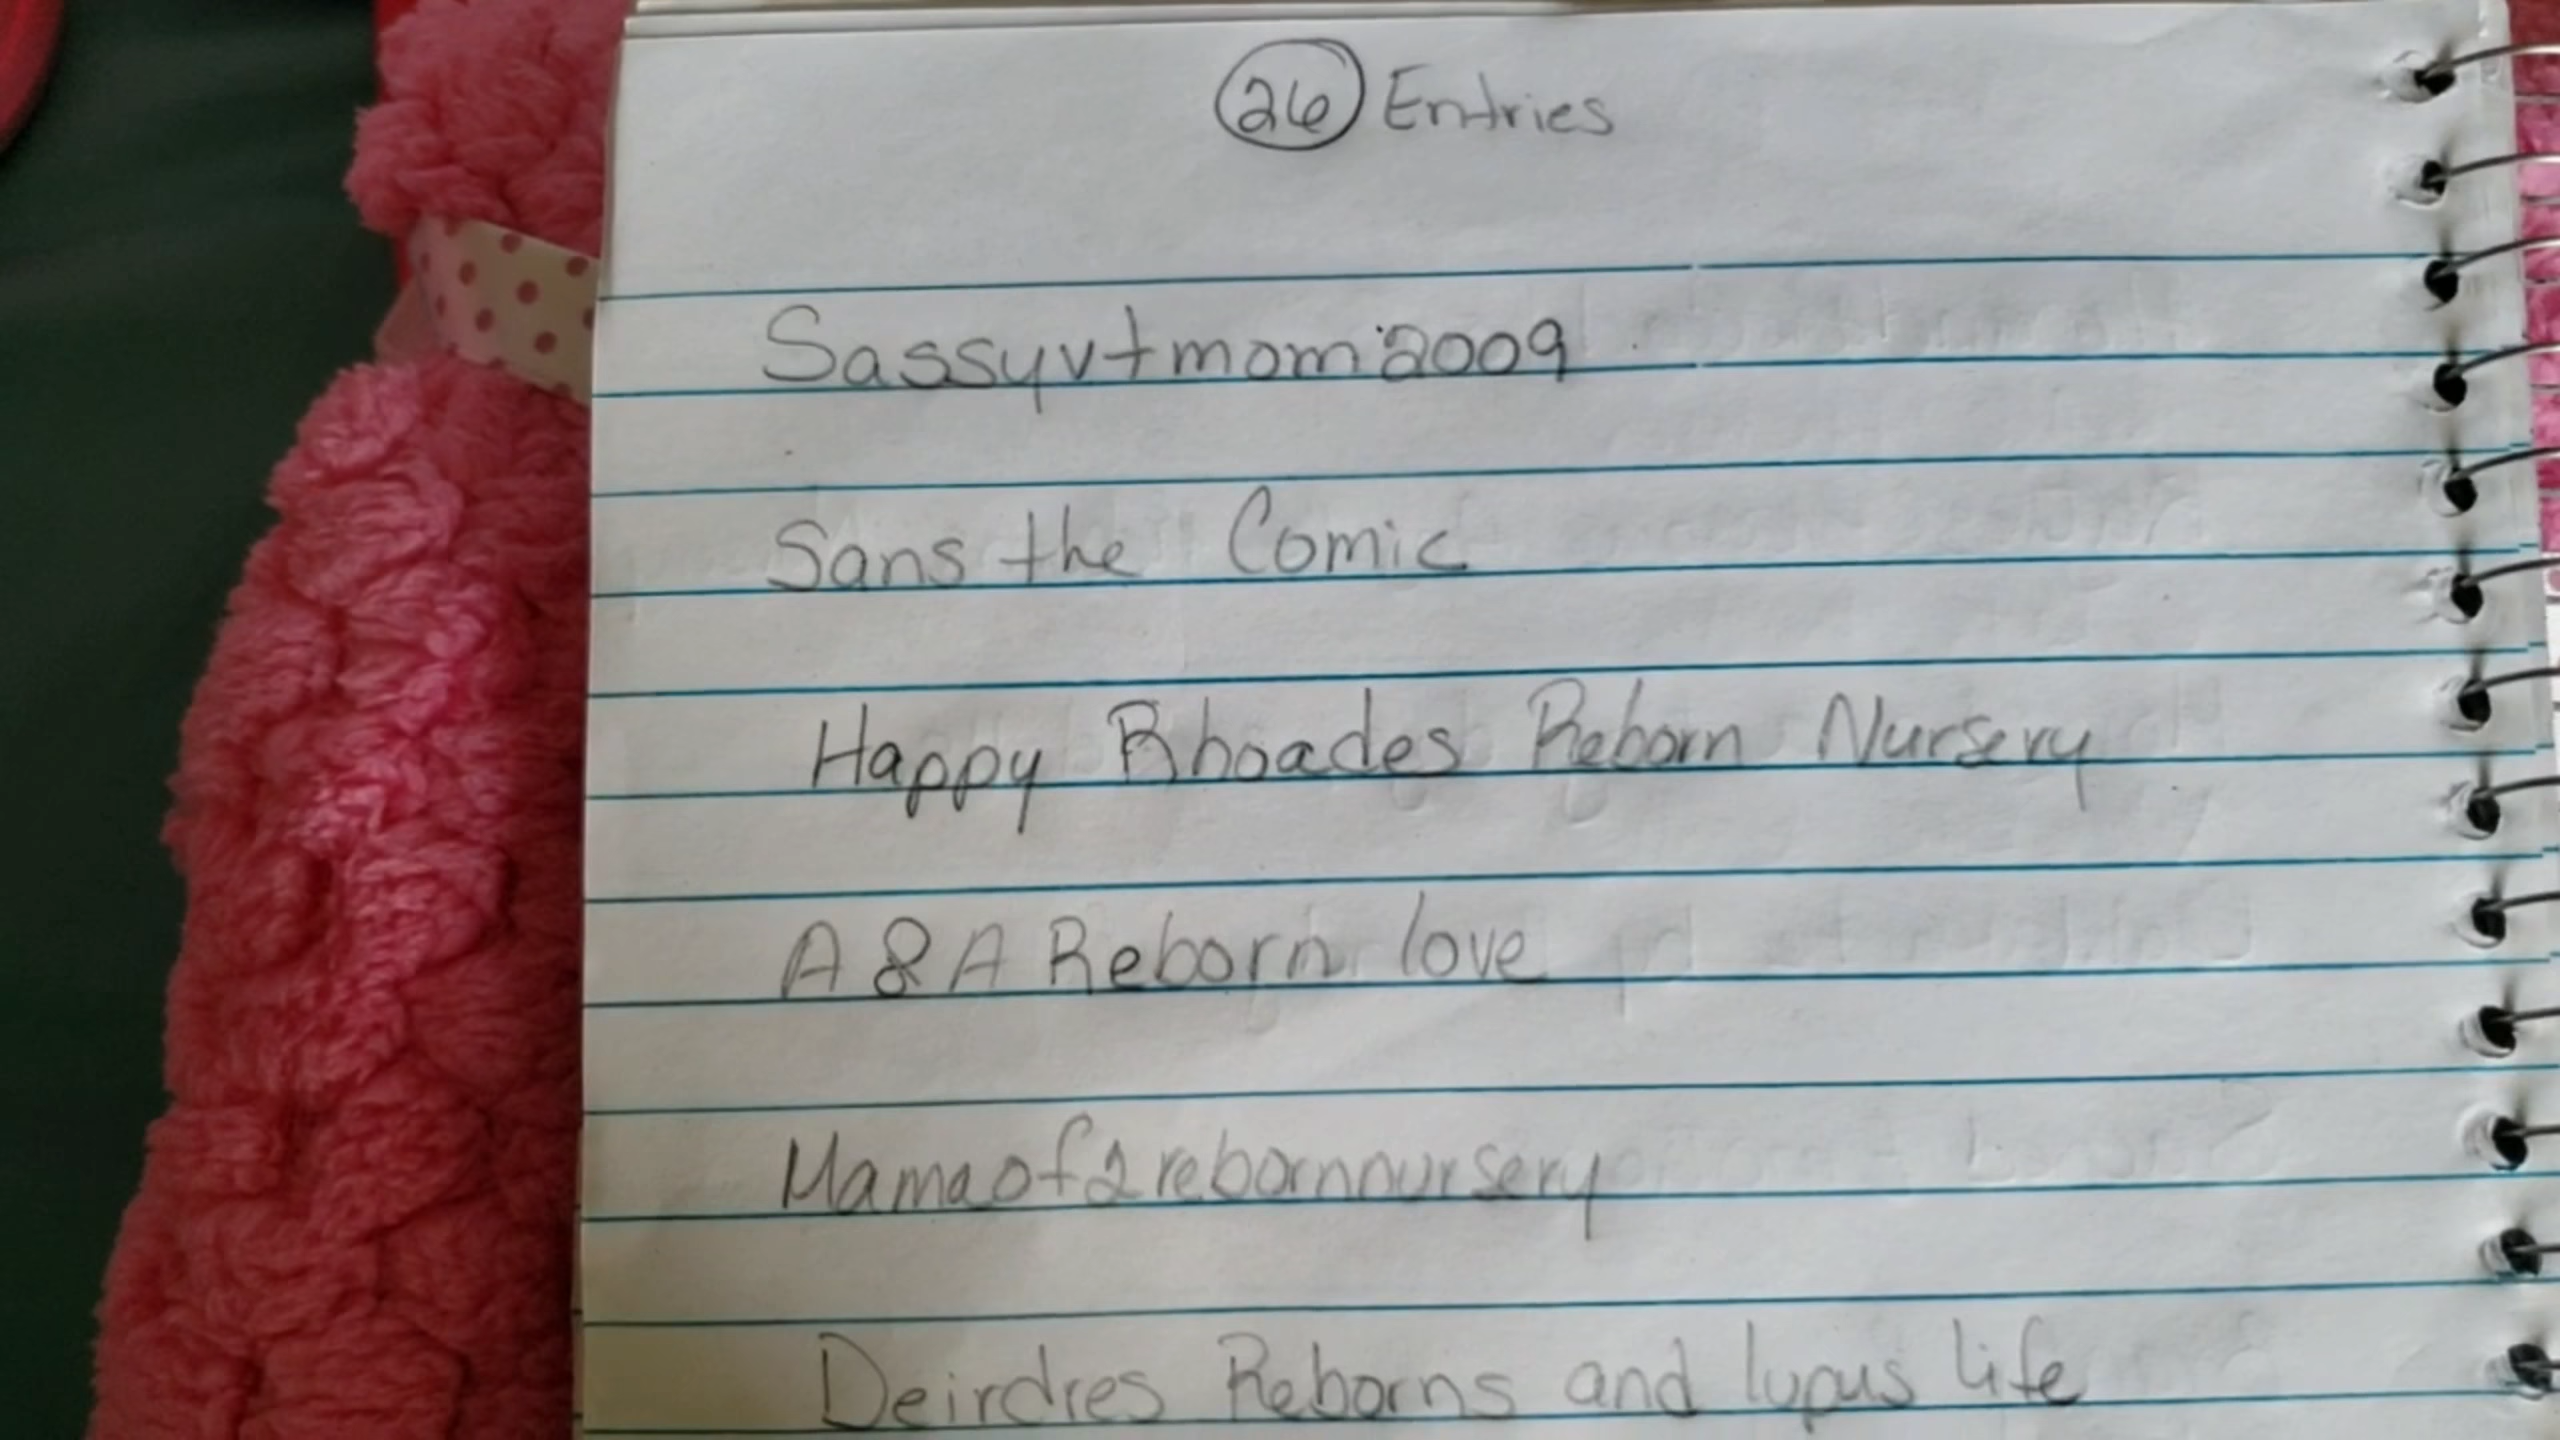 26 Entries
Sassyvtmom2009
Sans the Comic
Happy Rhoades Reborn Nursery
A & A Reborn love
Mamaof2rebornnursery
Deirdres Reborns and lupus life